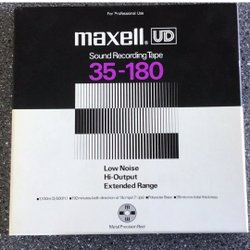 For Professional Use
maxell. UD
Sound Recording Tape
35-180
Low Noise
Hi-Output
Extended Range
Metal Precision Reel